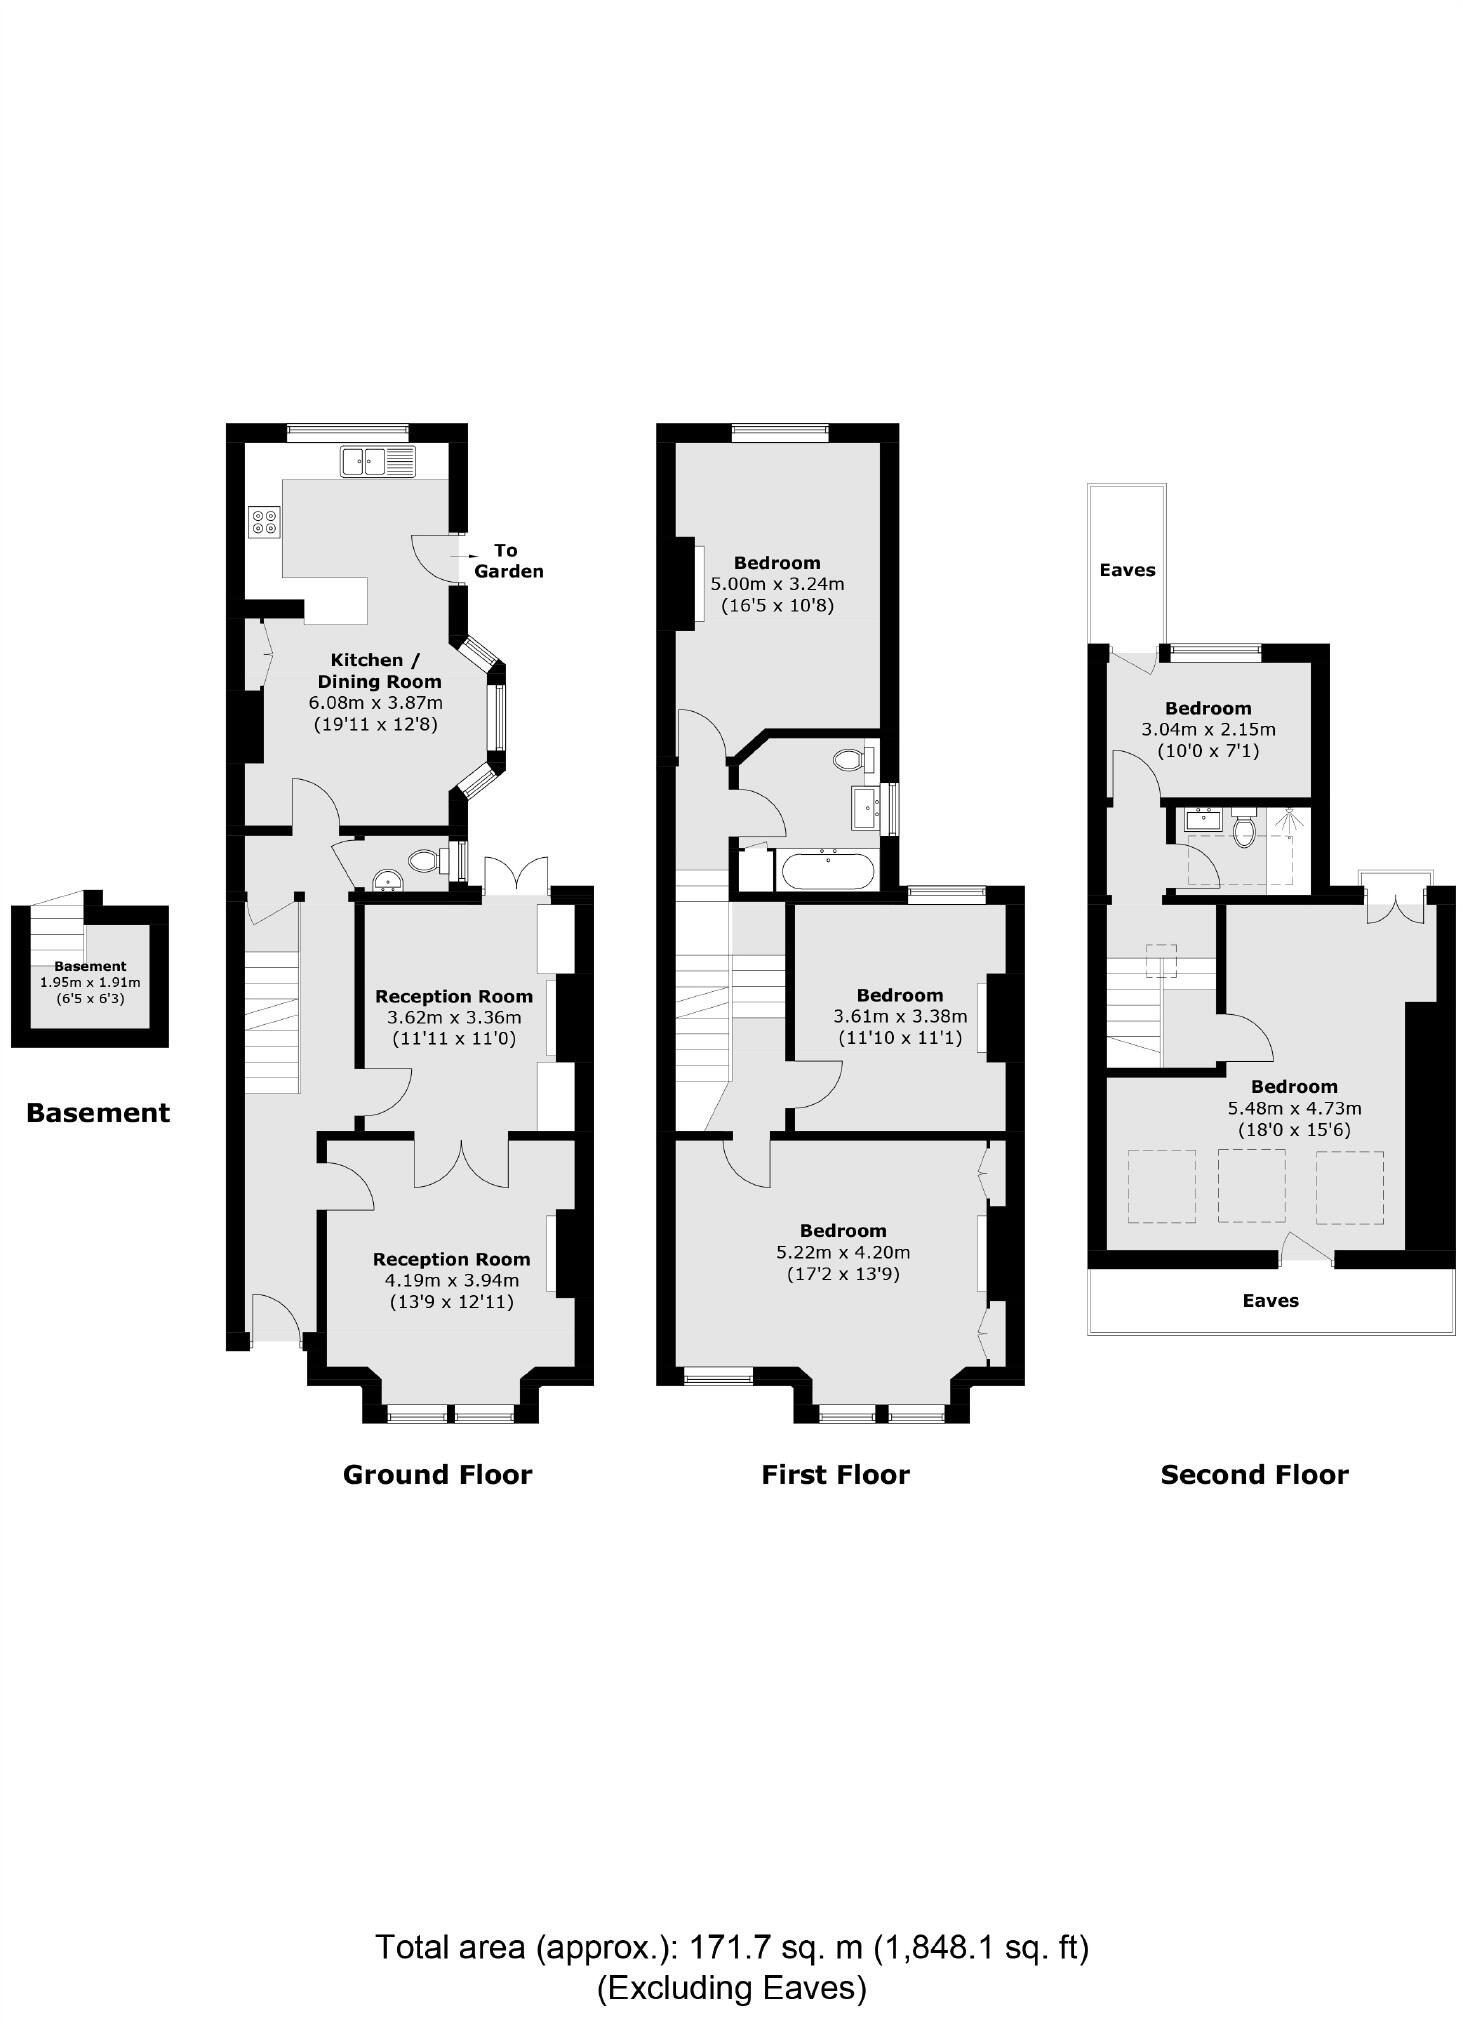 To
Garden
Kitchen /
Dining Room
6.08m x 3.87m
(19'11 x 12'8)
Basement
1.95m x 1.91m
(6'5 x 6'3)
Basement
Reception Room
3.62m x 3.36m
(11'11 x 11'0)
Reception Room
4.19m x 3.94m
(13'9 x 12'11)
Ground Floor
Bedroom
5.00m x 3.24m
(16'5 x 10'8)
Bedroom
3.61m x 3.38m
(11'10 x 11'1)
Bedroom
5.22m x 4.20m
(17'2 x 13'9)
First Floor
Eaves
Bedroom
3.04m x 2.15m
(10'0 x 7'1)
Bedroom
5.48m x 4.73m
(18'0 x 15'6)
Eaves
Second Floor
Total area (approx.): 171.7 sq. m (1,848.1 sq. ft)
(Excluding Eaves)